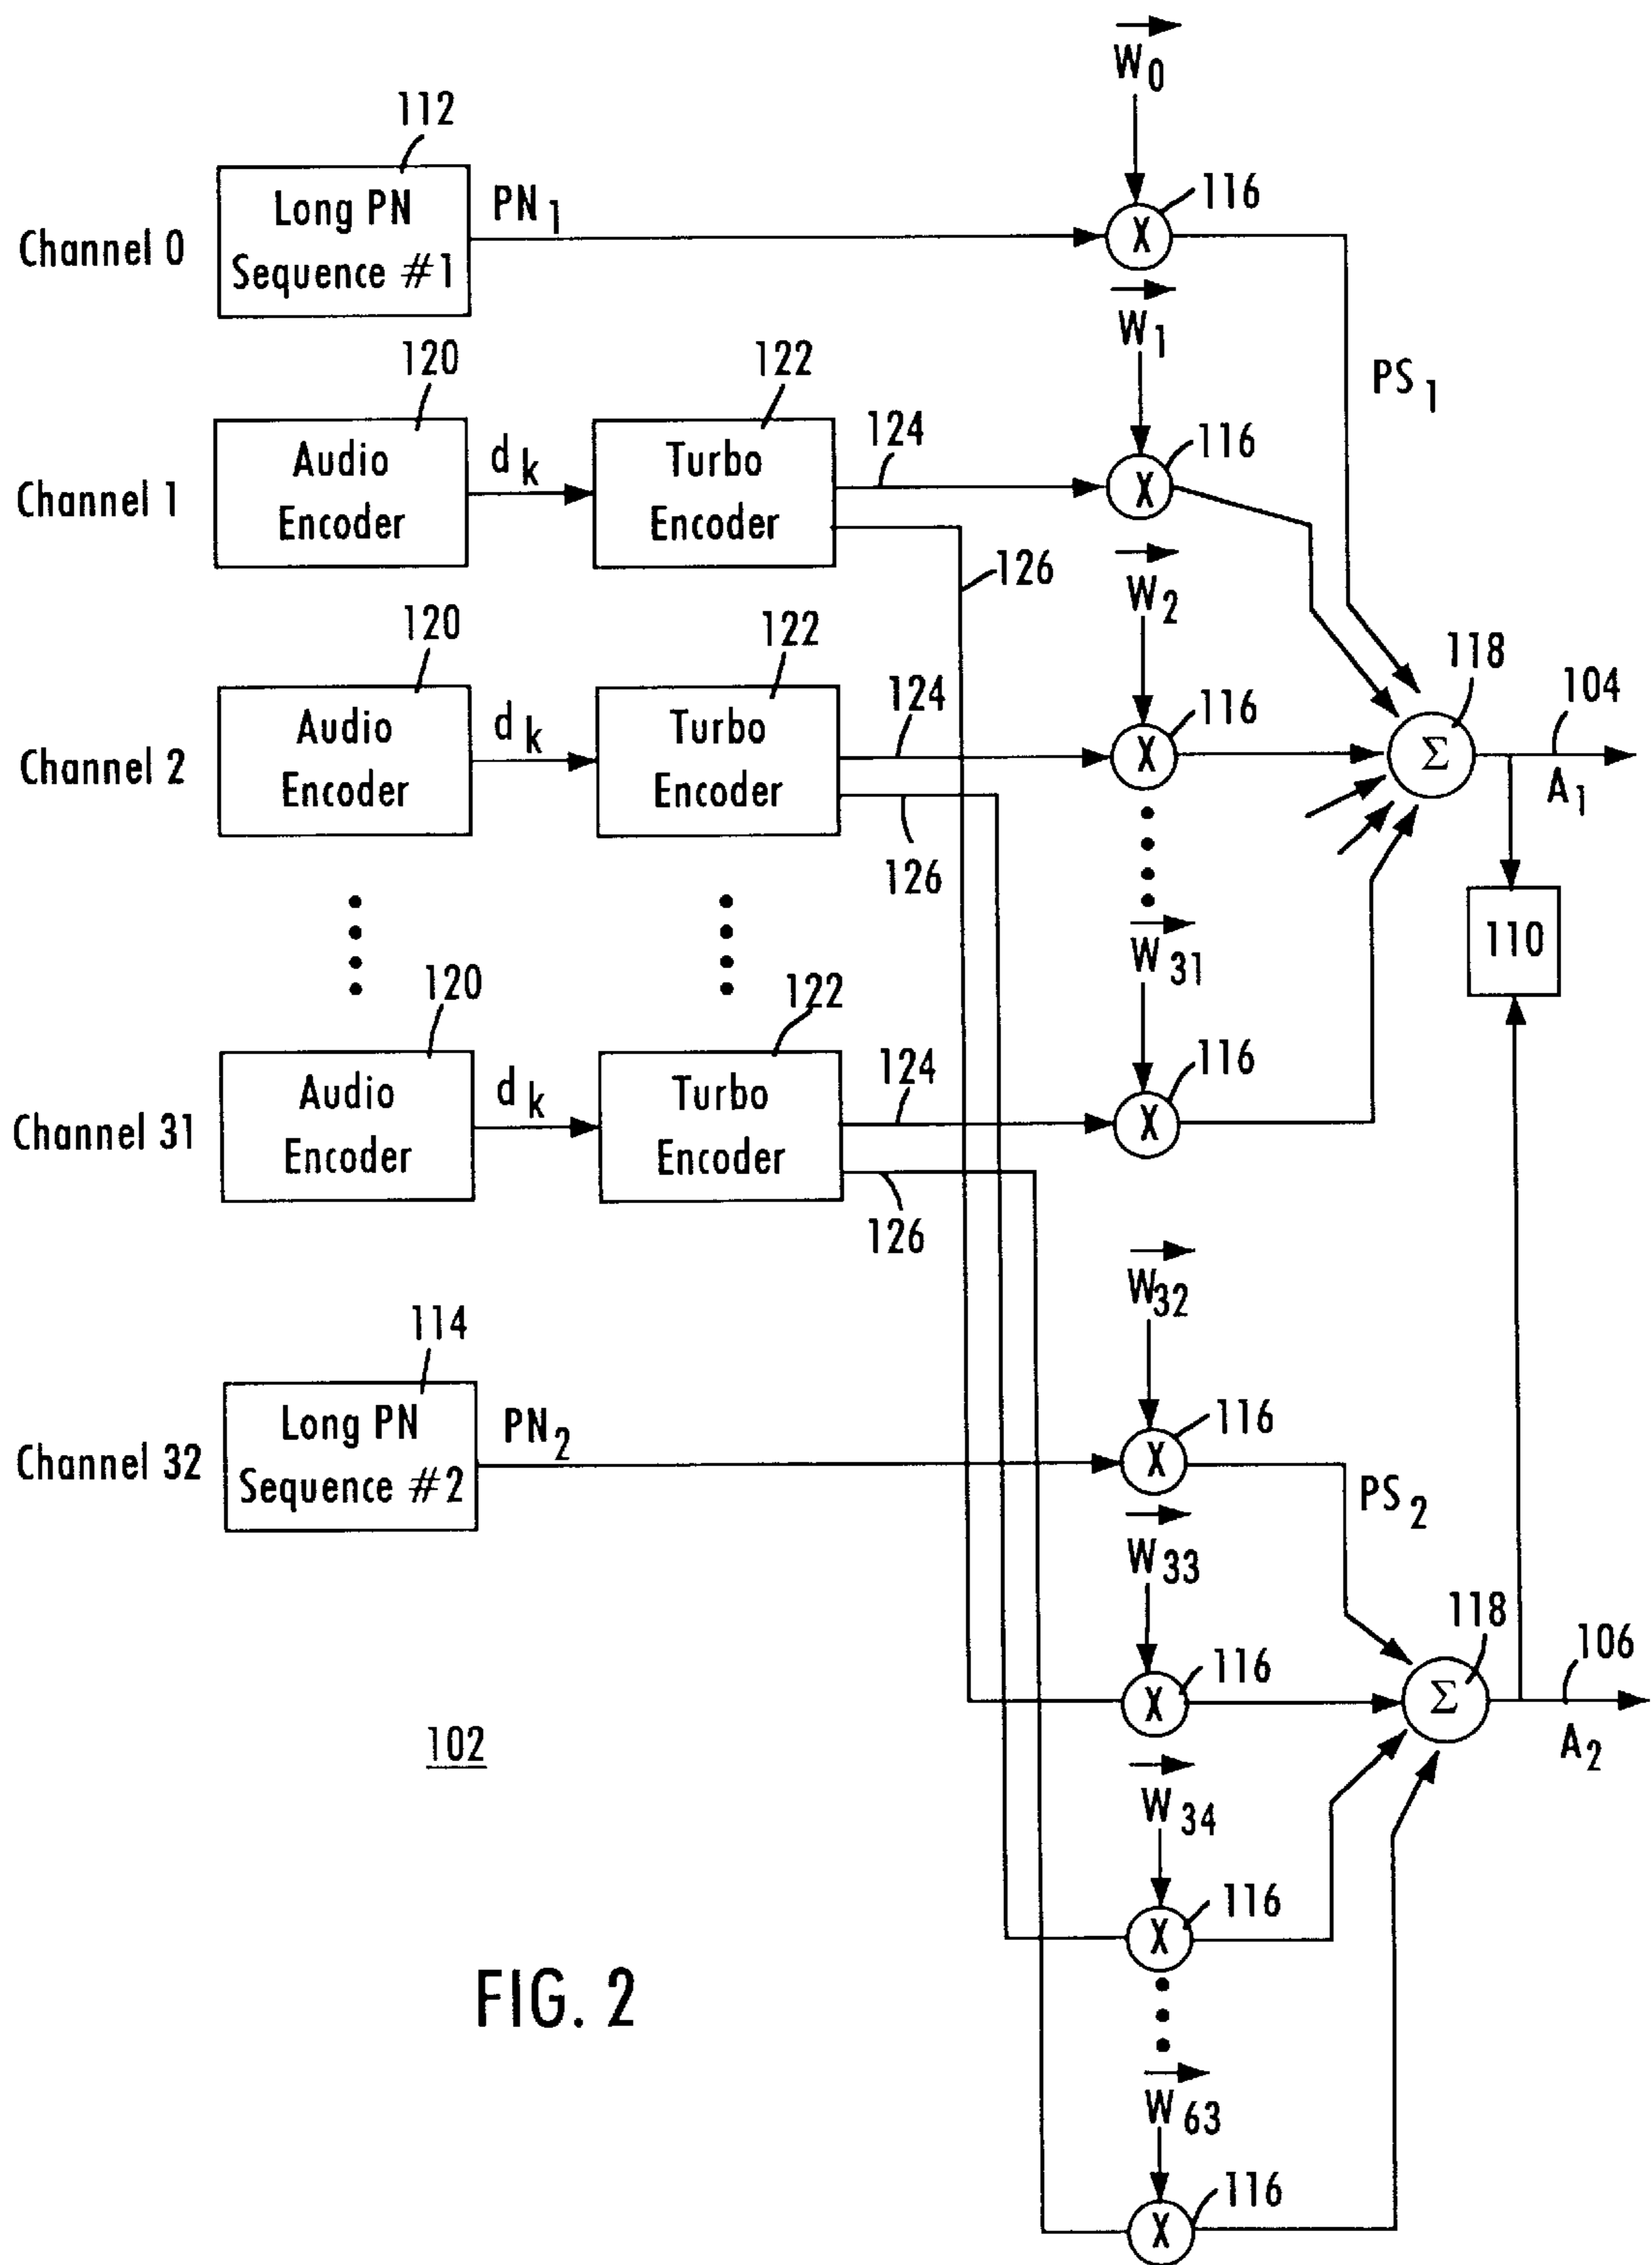 W0
112
Long PN
Sequence #1
PN1
116
X
Channel 0
W1
120
122
PS1
Audio
Encoder
dk
Turbo
Encoder
124
116
X
Channel 1
126
W2
120
122
118
Audio
Encoder
dk
Turbo
Encoder
124
116
X
Σ
104
A1
Channel 2
126
110
W31
120
122
Audio
Encoder
dk
Turbo
Encoder
124
116
X
Channel 31
126
W32
114
Long PN
Sequence #2
PN2
116
X
Channel 32
PS2
W33
118
116
X
Σ
106
A2
102
W34
116
X
FIG. 2
W63
116
X